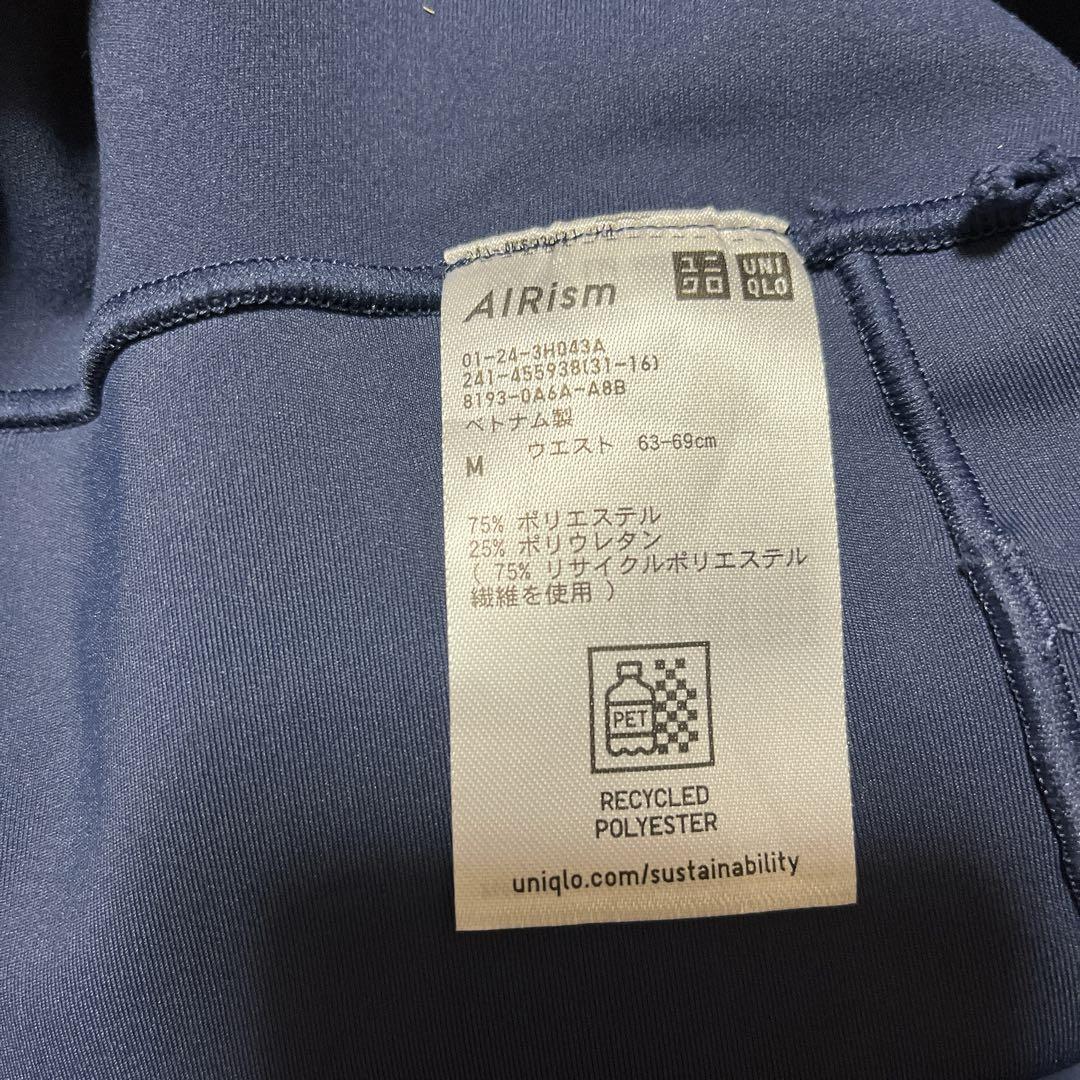 AIRism
ユニクロ
UNIQLO
01-24-3H043A
241-455938(31-16)
8193-0A6A-A8B
ベトナム製
M ウエスト 63-69cm
75% ポリエステル
25% ポリウレタン
( 75% リサイクルポリエステル
繊維を使用 )
PET
RECYCLED
POLYESTER
uniqlo.com/sustainability